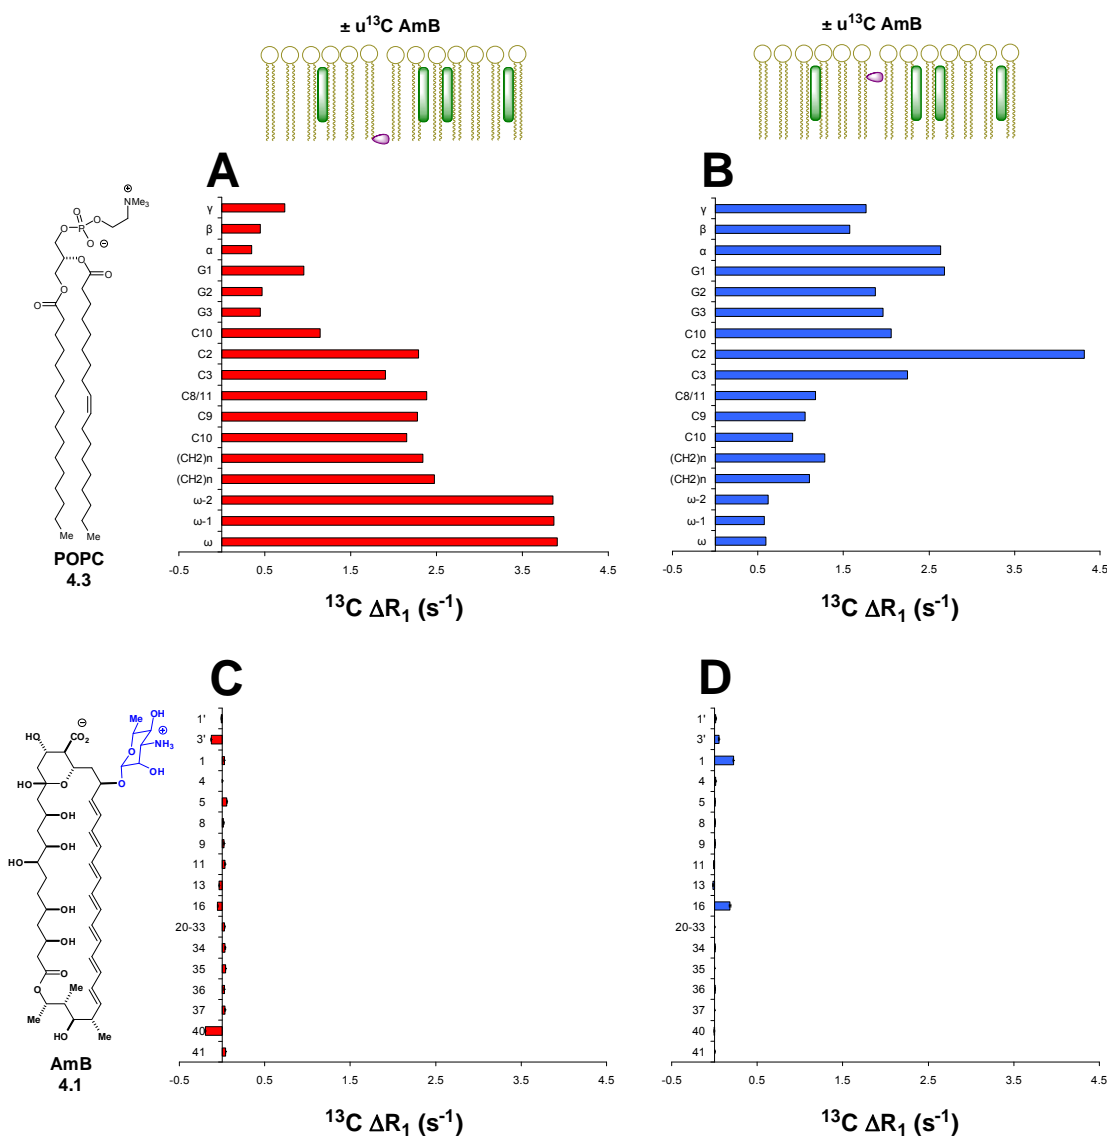 ± u¹³C AmB
± u¹³C AmB
A
B
γ
β
α
G1
G2
G3
C10
C2
C3
C8/11
C9
C10
(CH2)n
(CH2)n
ω-2
ω-1
ω
-0.5 0.5 1.5 2.5 3.5 4.5
¹³C ΔR₁ (s⁻¹)
γ
β
α
G1
G2
G3
C10
C2
C3
C8/11
C9
C10
(CH2)n
(CH2)n
ω-2
ω-1
ω
-0.5 0.5 1.5 2.5 3.5 4.5
¹³C ΔR₁ (s⁻¹)
⊕
NMe₃
O
O
P
O
O
⊖
O
O
O
O
Me
Me
POPC
4.3
C
D
1'
3'
1
4
5
8
9
11
13
16
20-33
34
35
36
37
40
41
-0.5 0.5 1.5 2.5 3.5 4.5
¹³C ΔR₁ (s⁻¹)
1'
3'
1
4
5
8
9
11
13
16
20-33
34
35
36
37
40
41
-0.5 0.5 1.5 2.5 3.5 4.5
¹³C ΔR₁ (s⁻¹)
OH
Me
⊖
⊕
HO
CO₂
O
NH₃
OH
HO
O
O
OH
OH
HO
OH
OH
O
O
Me
Me
HO
Me
AmB
4.1